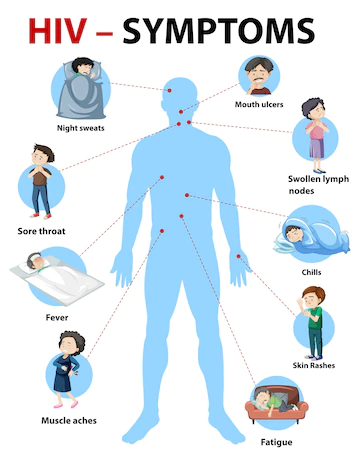 HIV – SYMPTOMS
Night sweats
Mouth ulcers
Sore throat
Swollen lymph
nodes
Fever
Chills
Muscle aches
Skin Rashes
Fatigue